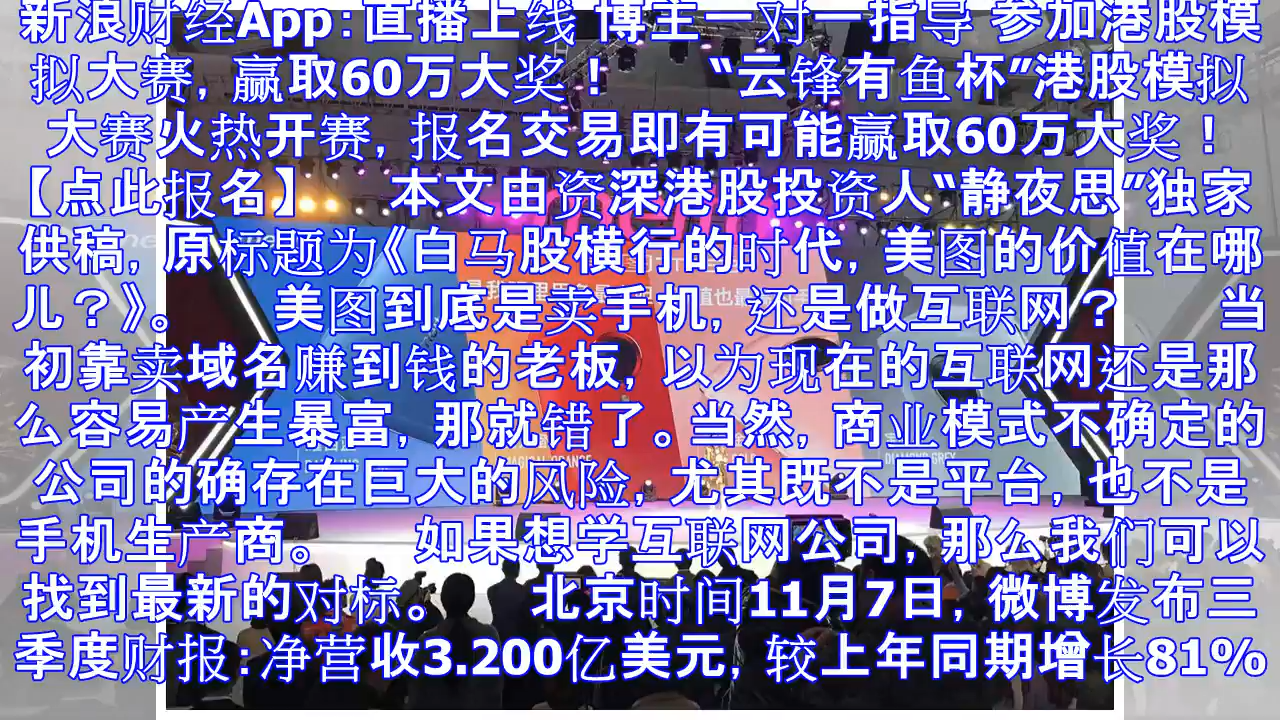 新浪财经App:直播上线 博主一对一指导 参加港股模
拟大赛, 赢取60万大奖！ “云锋有鱼杯”港股模拟
大赛火热开赛, 报名交易即有可能赢取60万大奖！
【点此报名】 本文由资深港股投资人“静夜思”独家
供稿, 原标题为《白马股横行的时代, 美图的价值在哪
儿？》。 美图到底是卖手机, 还是做互联网？ 当
初靠卖域名赚到钱的老板, 以为现在的互联网还是那
么容易产生暴富, 那就错了。当然, 商业模式不确定的
公司的确存在巨大的风险, 尤其既不是平台, 也不是
手机生产商。 如果想学互联网公司, 那么我们可以
找到最新的对标。 北京时间11月7日, 微博发布三
季度财报:净营收3.200亿美元, 较上年同期增长81%